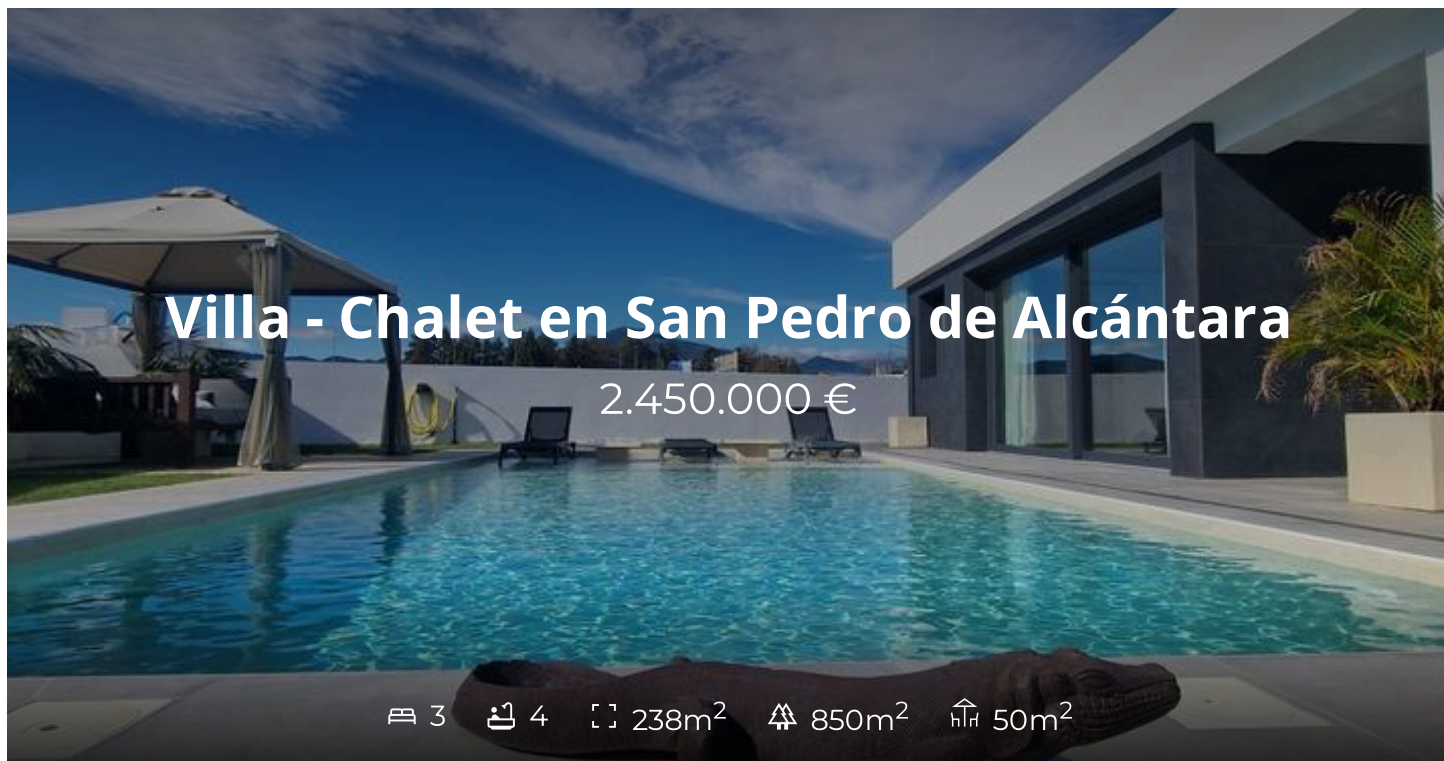 Villa - Chalet en San Pedro de Alcántara
2.450.000 €
3 4 238m² 850m² 50m²